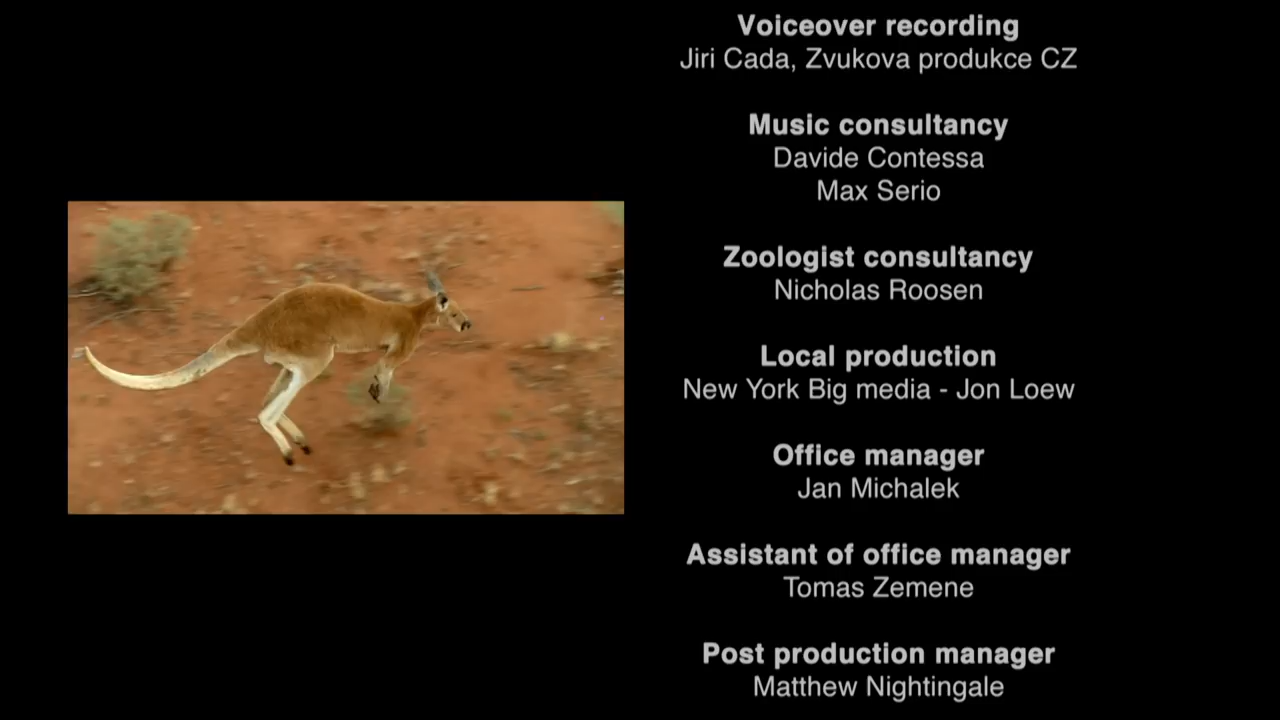 Voiceover recording
Jiri Cada, Zvukova produkce CZ
Music consultancy
Davide Contessa
Max Serio
Zoologist consultancy
Nicholas Roosen
Local production
New York Big media - Jon Loew
Office manager
Jan Michalek
Assistant of office manager
Tomas Zemene
Post production manager
Matthew Nightingale